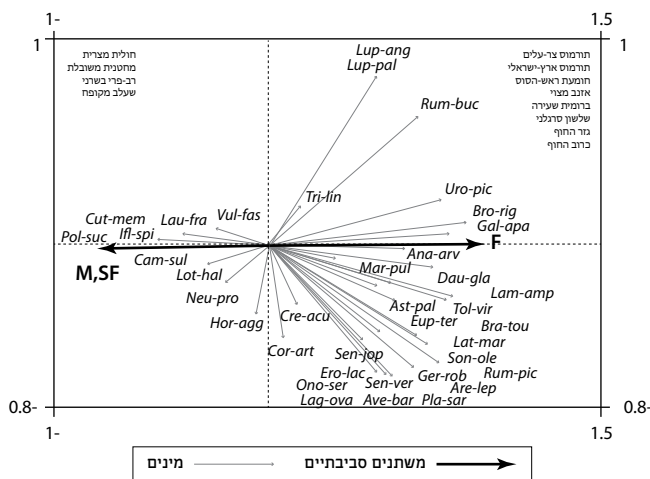 1-
1.5
1
תורמוס צר-עלים
תורמוס ארץ-ישראלי
חומעת ראש-הסוס
אזנב מצוי
ברומית שעירה
שלשון סרגלני
גזר החוף
כרוב החוף
חולית מצרית
מחטנית משובלת
רב-פרי בשרני
שעלב מקופח
Lup-ang
Lup-pal
Rum-buc
Tri-lin
Uro-pic
Bro-rig
Gal-apa
Vul-fas
Lau-fra
Cut-mem
Ifl-spi
Pol-suc
F
M,SF
Ana-arv
Cam-sul
Mar-pul
Lot-hal
Dau-gla
Neu-pro
Lam-amp
Ast-pal
Tol-vir
Hor-agg
Cre-acu
Eup-ter
Bra-tou
Cor-art
Sen-jop
Lat-mar
Son-ole
Ero-lac
Sen-ver
Ger-rob
Rum-pic
Ono-ser
Are-lep
Lag-ova
Ave-bar
Pla-sar
0.8-
0.8-
1-
1.5
משתנים סביבתיים
מינים